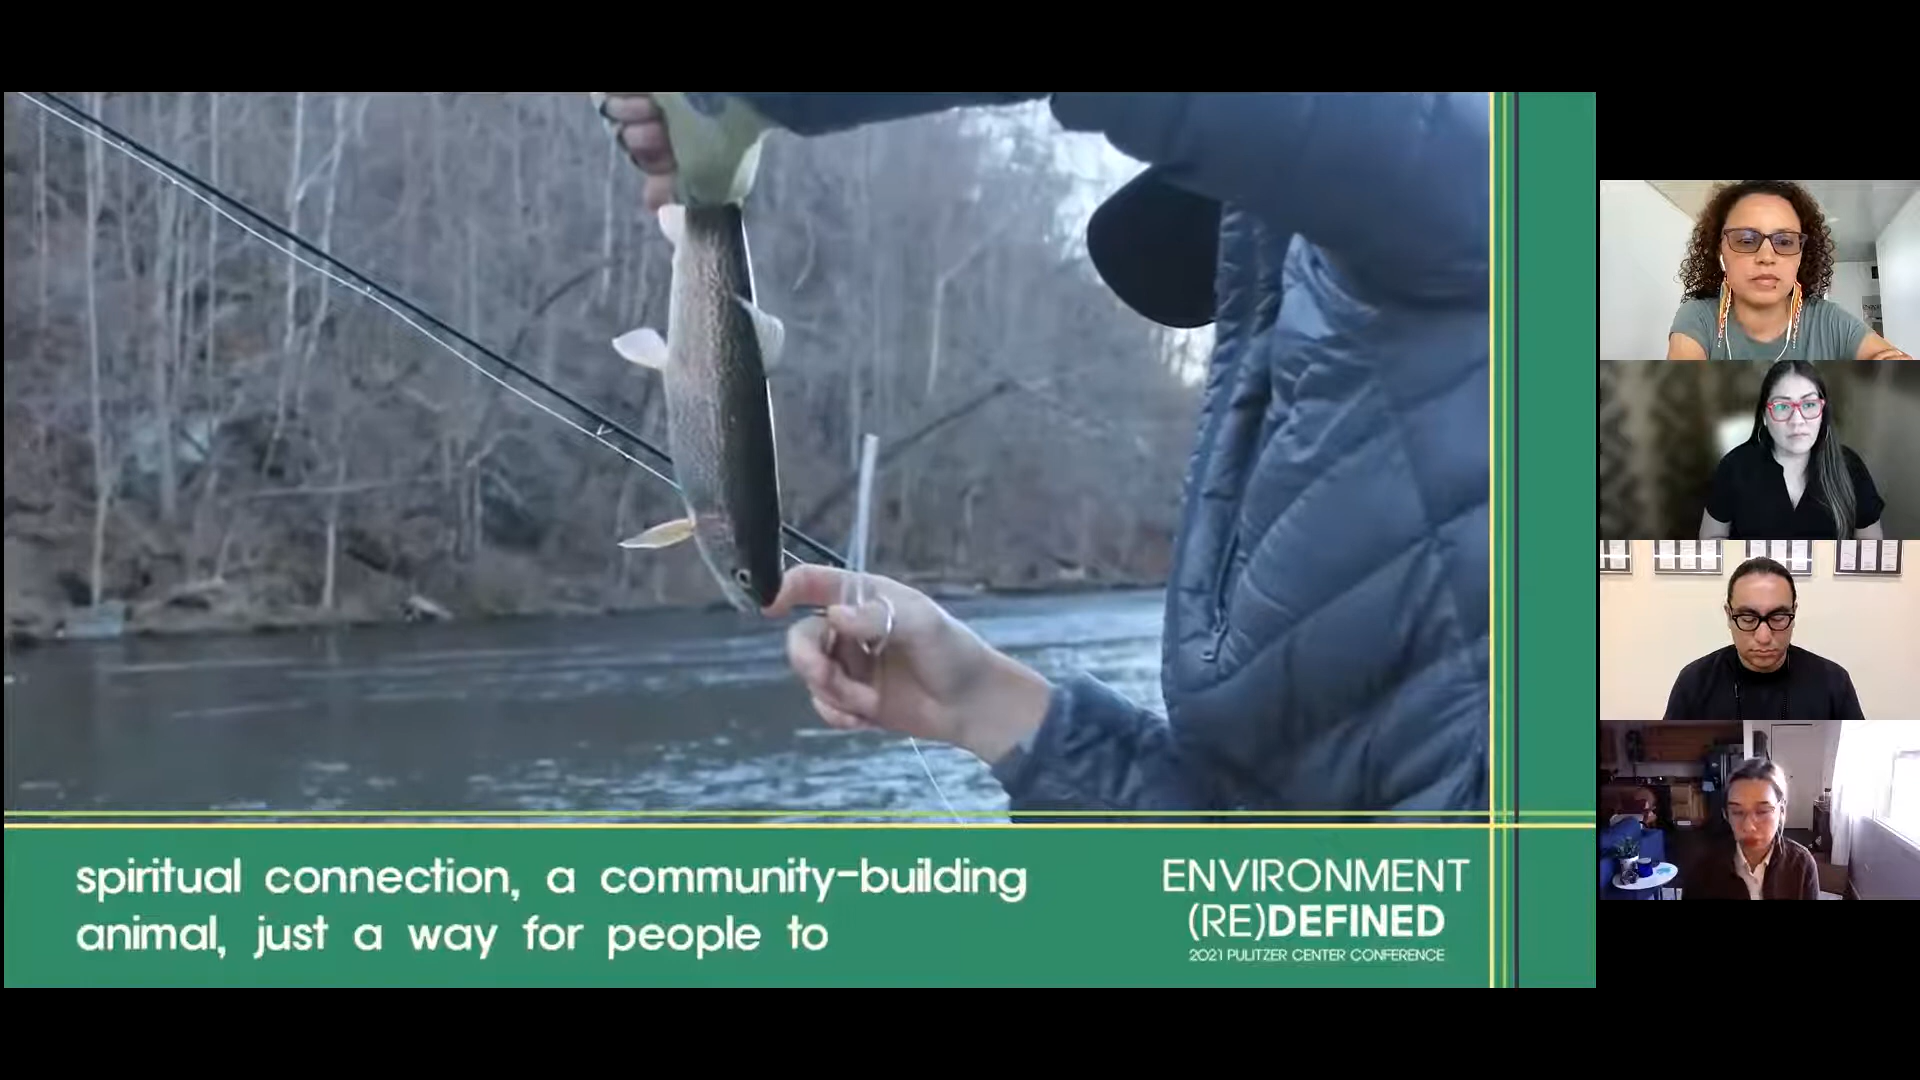 spiritual connection, a community-building
animal, just a way for people to
ENVIRONMENT
(RE)DEFINED
2021 PULITZER CENTER CONFERENCE